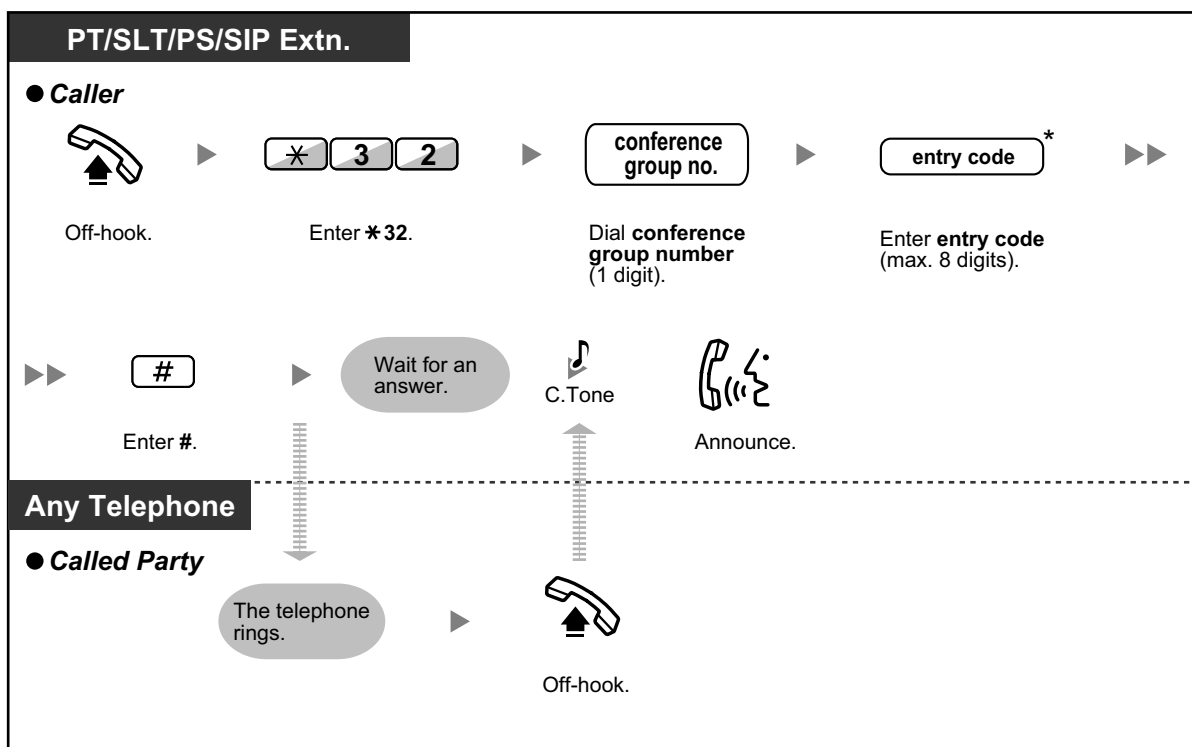 PT/SLT/PS/SIP Extn.
Caller
* 3 2
conference
group no.
entry code *
Off-hook.
Enter *32.
Dial conference
group number
(1 digit).
Enter entry code
(max. 8 digits).
#
Wait for an
answer.
C.Tone
Enter #.
Announce.
Any Telephone
Called Party
The telephone
rings.
Off-hook.